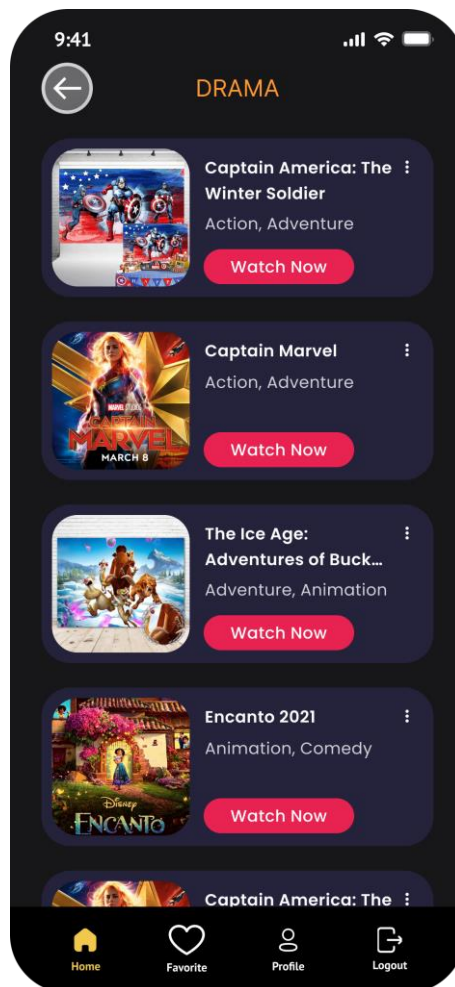 9:41
DRAMA
Captain America: The
Winter Soldier
Action, Adventure
Watch Now
MARVEL STUDIOS
CAPTAIN
MARVEL
MARCH 8
Captain Marvel
Action, Adventure
Watch Now
The Ice Age:
Adventures of Buck...
Adventure, Animation
Watch Now
Disney
ENCANTO
Encanto 2021
Animation, Comedy
Watch Now
Captain America: The
Home
Favorite
Profile
Logout